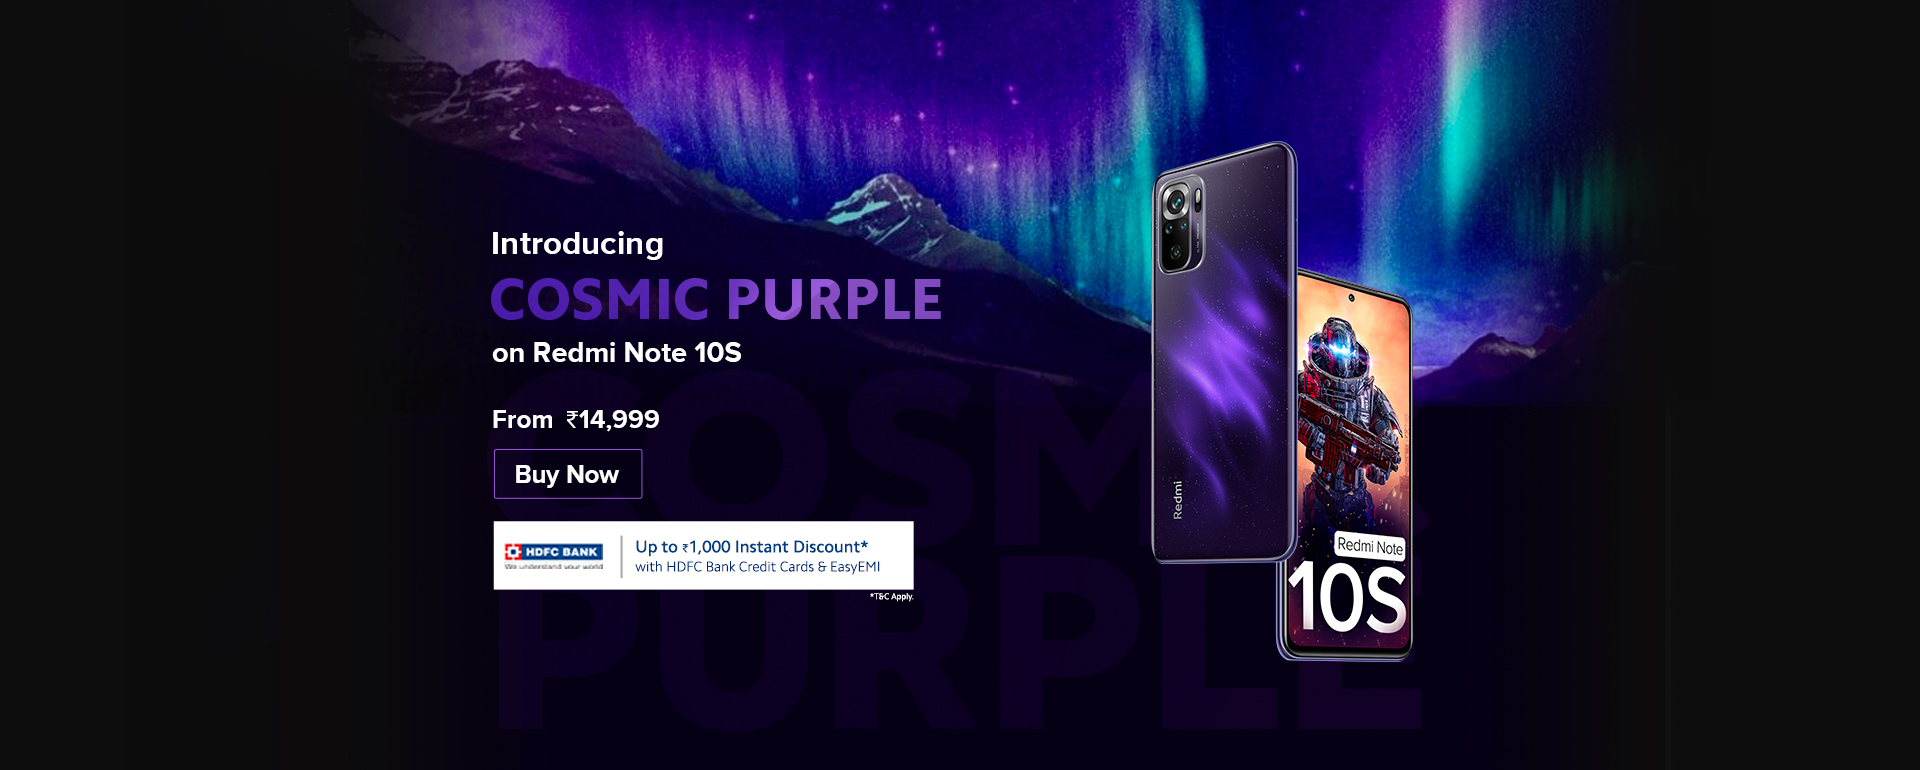 Introducing
COSMIC PURPLE
on Redmi Note 10S
From ₹14,999
Buy Now
HDFC BANK
We understand your world
Up to ₹1,000 Instant Discount*
with HDFC Bank Credit Cards & EasyEMI
*T&C Apply.
Redmi
Redmi Note
10S
COSMIC
PURPLE